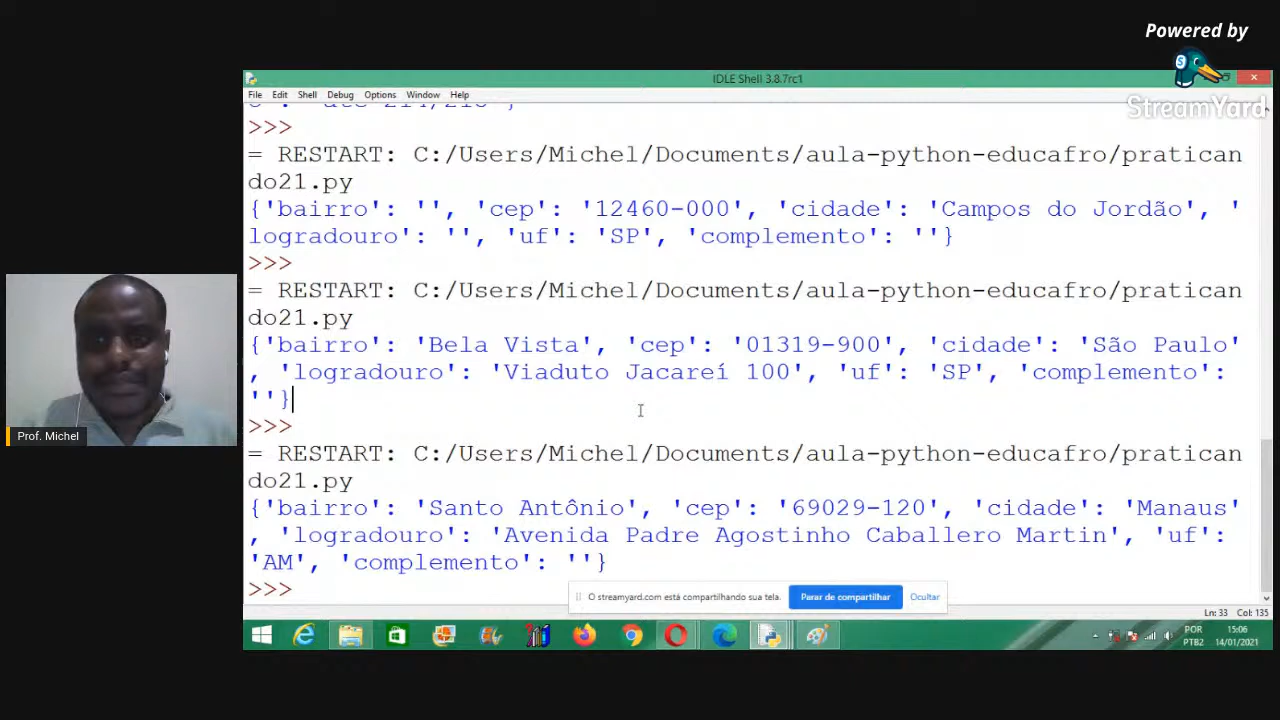 Powered by
StreamYard
IDLE Shell 3.8.7rc1
File Edit Shell Debug Options Window Help
>>>
= RESTART: C:/Users/Michel/Documents/aula-python-educafro/pratican
do21.py
{'bairro': '', 'cep': '12460-000', 'cidade': 'Campos do Jordão', '
logradouro': '', 'uf': 'SP', 'complemento': ''}
>>>
= RESTART: C:/Users/Michel/Documents/aula-python-educafro/pratican
do21.py
{'bairro': 'Bela Vista', 'cep': '01319-900', 'cidade': 'São Paulo'
, 'logradouro': 'Viaduto Jacareí 100', 'uf': 'SP', 'complemento':
''}
>>>
= RESTART: C:/Users/Michel/Documents/aula-python-educafro/pratican
do21.py
{'bairro': 'Santo Antônio', 'cep': '69029-120', 'cidade': 'Manaus'
, 'logradouro': 'Avenida Padre Agostinho Caballero Martin', 'uf':
'AM', 'complemento': ''}
>>>
Prof. Michel
O streamyard.com está compartilhando sua tela. Parar de compartilhar Ocultar
Ln: 33 Col: 135
POR 15:06
PTB2 14/01/2021